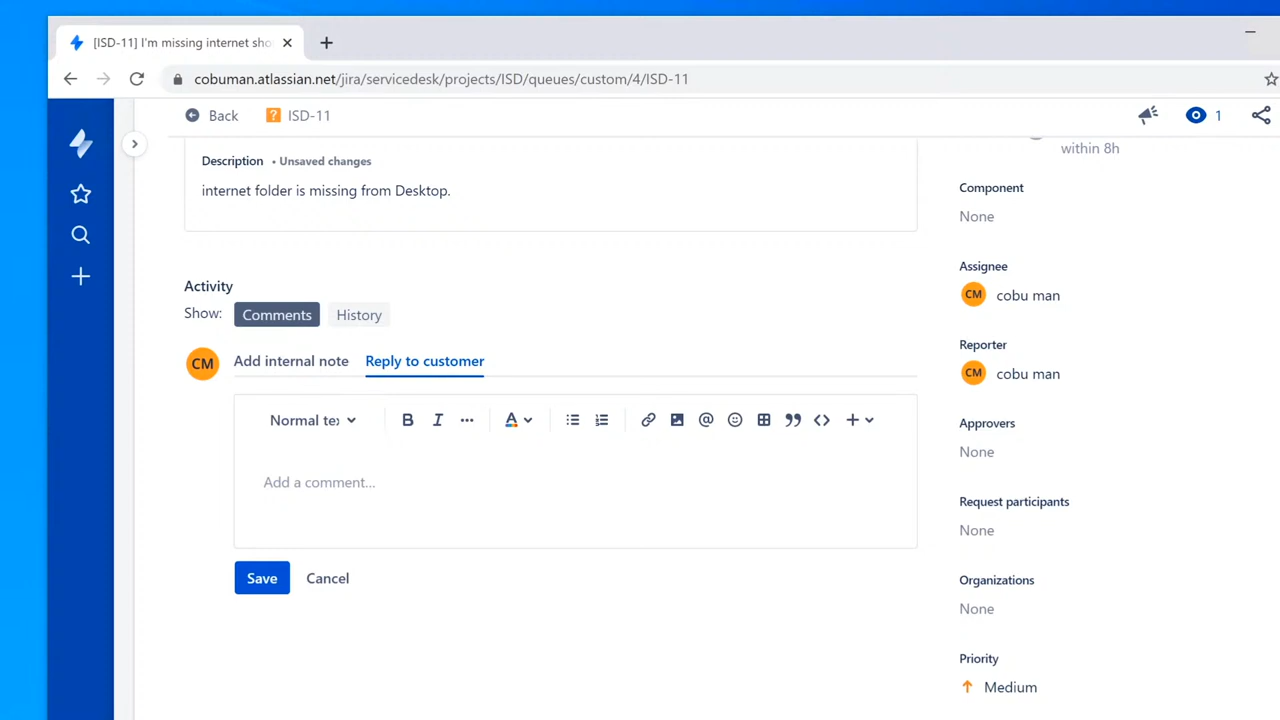 [ISD-11] I'm missing internet sho
cobuman.atlassian.net/jira/servicedesk/projects/ISD/queues/custom/4/ISD-11
Back ISD-11 1
within 8h
Description • Unsaved changes
internet folder is missing from Desktop.
Component
None
Assignee
CM cobu man
Activity
Show: Comments History
Reporter
CM cobu man
CM Add internal note Reply to customer
Normal tex
Approvers
None
Add a comment...
Request participants
None
Save Cancel
Organizations
None
Priority
Medium